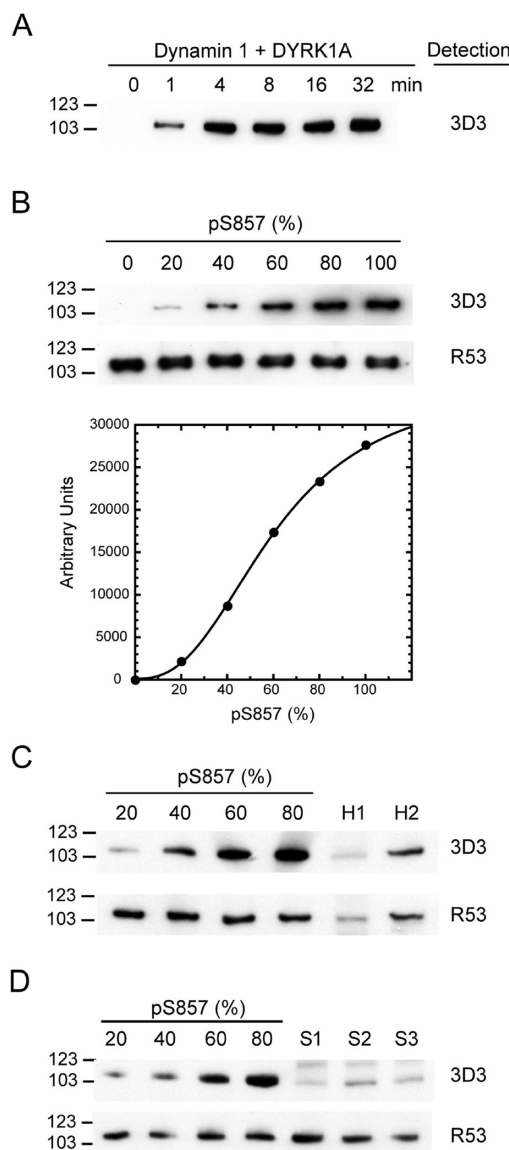 A
Dynamin 1 + DYRK1A Detection
0 1 4 8 16 32 min
123
103
3D3
B
pS857 (%)
0 20 40 60 80 100
123
103
3D3
123
103
R53
30000
25000
20000
15000
10000
5000
0
Arbitrary Units
20 40 60 80 100
pS857 (%)
C
pS857 (%)
20 40 60 80 H1 H2
123
103
3D3
123
103
R53
D
pS857 (%)
20 40 60 80 S1 S2 S3
123
103
3D3
123
103
R53